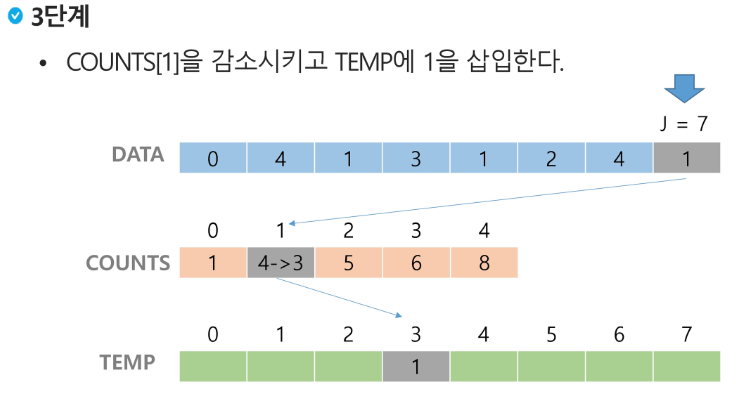 3단계
• COUNTS[1]을 감소시키고 TEMP에 1을 삽입한다.
J = 7
DATA 0 4 1 3 1 2 4 1
0 1 2 3 4
COUNTS 1 4->3 5 6 8
0 1 2 3 4 5 6 7
TEMP 1